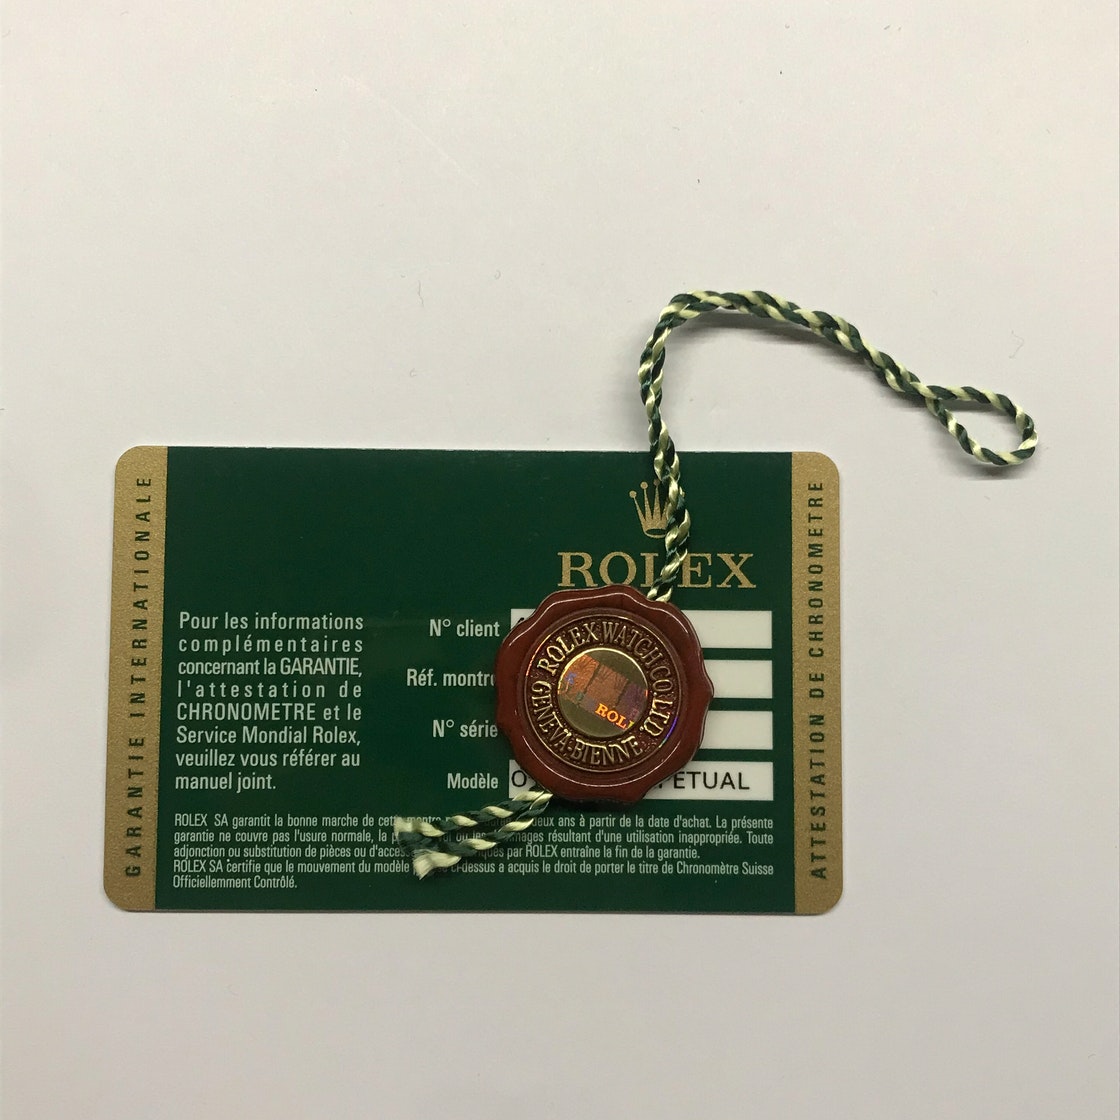 GARANTIE INTERNATIONALE
ROLEX
Pour les informations
complémentaires
concernant la GARANTIE,
l'attestation de
CHRONOMETRE et le
Service Mondial Rolex,
veuillez vous référer au
manuel joint.
N° client
Réf. montre
N° série
Modèle O PETUAL
ROLEX WATCH CO LTD.
GENEVA·BIENNE
ROLEX SA garantit la bonne marche de cette montre deux ans à partir de la date d'achat. La présente
garantie ne couvre pas l'usure normale, la ou les résultant d'une utilisation inappropriée. Toute
adjonction ou substitution de pièces ou d'acces par ROLEX entraîne la fin de la garantie.
ROLEX SA certifie que le mouvement du modèle ci-dessus a acquis le droit de porter le titre de Chronomètre Suisse
Officiellemment Contrôlé.
ATTESTATION DE CHRONOMETRE